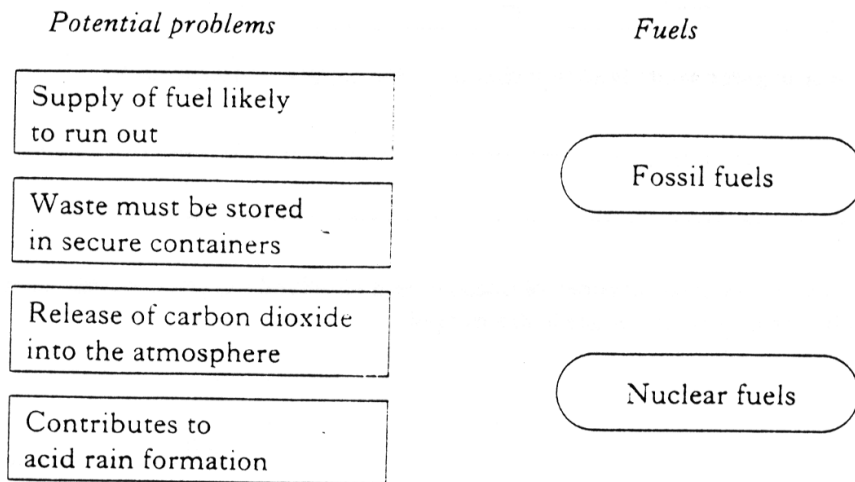 Potential problems
Fuels
Supply of fuel likely
to run out
Fossil fuels
Waste must be stored
in secure containers
Release of carbon dioxide
into the atmosphere
Nuclear fuels
Contributes to
acid rain formation